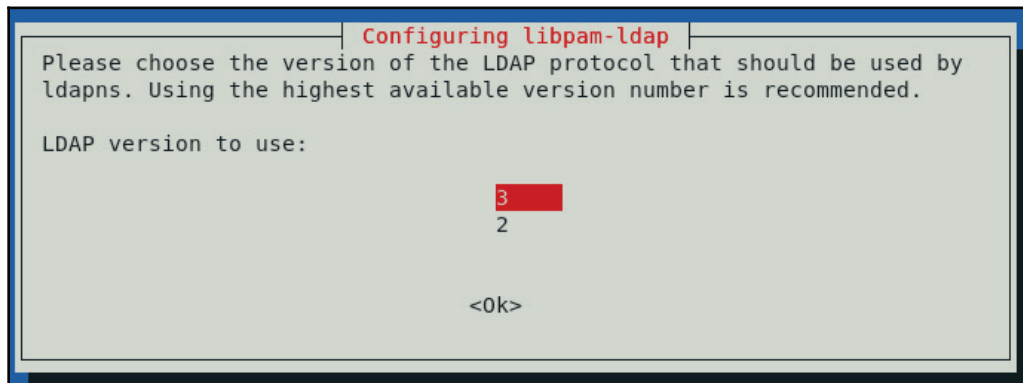 Configuring libpam-ldap
Please choose the version of the LDAP protocol that should be used by
ldapns. Using the highest available version number is recommended.
LDAP version to use:
3
2
<Ok>